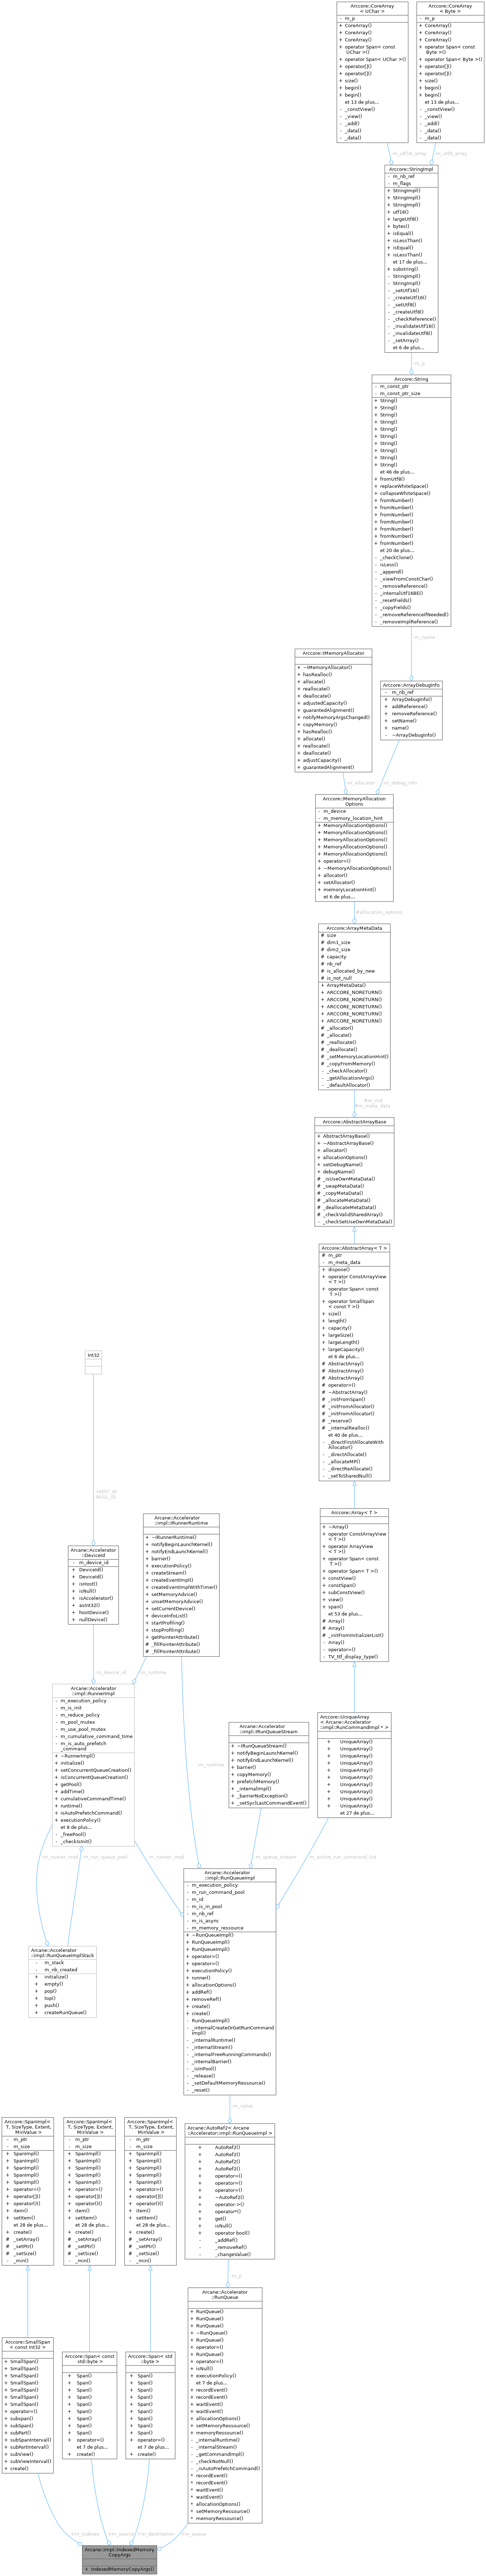 Arccore::CoreArray
< UChar >
- m_p
+ CoreArray()
+ CoreArray()
+ CoreArray()
+ operator Span< const
UChar >()
+ operator Span< UChar >()
+ operator[]()
+ operator[]()
+ size()
+ begin()
+ begin()
et 13 de plus...
- _constView()
- _view()
- _add()
- _data()
- _data()
Arccore::CoreArray
< Byte >
- m_p
+ CoreArray()
+ CoreArray()
+ CoreArray()
+ operator Span< const
Byte >()
+ operator Span< Byte >()
+ operator[]()
+ operator[]()
+ size()
+ begin()
+ begin()
et 13 de plus...
- _constView()
- _view()
- _add()
- _data()
- _data()
-m_utf16_array
-m_utf8_array
Arccore::StringImpl
- m_nb_ref
- m_flags
+ StringImpl()
+ StringImpl()
+ StringImpl()
+ utf16()
+ largeUtf8()
+ bytes()
+ isEqual()
+ isLessThan()
+ isEqual()
+ isLessThan()
et 17 de plus...
+ substring()
- StringImpl()
- StringImpl()
- _setUtf16()
- _createUtf16()
- _setUtf8()
- _createUtf8()
- _checkReference()
- _invalidateUtf16()
- _invalidateUtf8()
- _setArray()
et 6 de plus...
-m_p
Arccore::String
- m_const_ptr
- m_const_ptr_size
+ String()
+ String()
+ String()
+ String()
+ String()
+ String()
+ String()
+ String()
+ String()
+ String()
et 46 de plus...
+ fromUtf8()
+ replaceWhiteSpace()
+ collapseWhiteSpace()
+ fromNumber()
+ fromNumber()
+ fromNumber()
+ fromNumber()
+ fromNumber()
+ fromNumber()
+ fromNumber()
et 20 de plus...
- _checkClone()
- isLess()
- _append()
- _viewFromConstChar()
- _removeReference()
- _internalUtf16BE()
- _resetFields()
- _copyFields()
- _removeReferenceIfNeeded()
- _removeImplReference()
-m_name
Arccore::IMemoryAllocator
+ ~IMemoryAllocator()
+ hasRealloc()
+ allocate()
+ reallocate()
+ deallocate()
+ adjustedCapacity()
+ guarantedAlignment()
+ notifyMemoryArgsChanged()
+ copyMemory()
+ hasRealloc()
+ allocate()
+ reallocate()
+ deallocate()
+ adjustCapacity()
+ guarantedAlignment()
Arccore::ArrayDebugInfo
- m_nb_ref
+ ArrayDebugInfo()
+ addReference()
+ removeReference()
+ setName()
+ name()
- ~ArrayDebugInfo()
-m_allocator
-m_debug_info
Arccore::MemoryAllocation
Options
- m_device
- m_memory_location_hint
+ MemoryAllocationOptions()
+ MemoryAllocationOptions()
+ MemoryAllocationOptions()
+ MemoryAllocationOptions()
+ MemoryAllocationOptions()
+ operator=()
+ ~MemoryAllocationOptions()
+ allocator()
+ setAllocator()
+ memoryLocationHint()
et 6 de plus...
#allocation_options
Arccore::ArrayMetaData
# size
# dim1_size
# dim2_size
# capacity
# nb_ref
# is_allocated_by_new
# is_not_null
+ ArrayMetaData()
+ ARCCORE_NORETURN()
+ ARCCORE_NORETURN()
+ ARCCORE_NORETURN()
+ ARCCORE_NORETURN()
+ ARCCORE_NORETURN()
# _allocator()
# _allocate()
# _reallocate()
# _deallocate()
# _setMemoryLocationHint()
# _copyFromMemory()
- _checkAllocator()
- _getAllocationArgs()
- _defaultAllocator()
#m_md
#m_meta_data
Arccore::AbstractArrayBase
+ AbstractArrayBase()
+ ~AbstractArrayBase()
+ allocator()
+ allocationOptions()
+ setDebugName()
+ debugName()
# _isUseOwnMetaData()
# _swapMetaData()
# _copyMetaData()
# _allocateMetaData()
# _deallocateMetaData()
# _checkValidSharedArray()
- _checkSetUseOwnMetaData()
Arccore::AbstractArray< T >
# m_ptr
- m_meta_data
+ dispose()
+ operator ConstArrayView
< T >()
+ operator Span< const
T >()
+ operator SmallSpan
< const T >()
+ size()
+ length()
+ capacity()
+ largeSize()
+ largeLength()
+ largeCapacity()
et 6 de plus...
# AbstractArray()
# AbstractArray()
# AbstractArray()
# operator=()
# ~AbstractArray()
# _initFromSpan()
# _initFromAllocator()
# _initFromAllocator()
# _reserve()
# _internalRealloc()
et 40 de plus...
- _directFirstAllocateWith
Allocator()
- _directAllocate()
- _allocateMP()
- _directReAllocate()
- _setToSharedNull()
Int32
-HOST_ID
-NULL_ID
Arccore::Array< T >
+ ~Array()
+ operator ConstArrayView
< T >()
+ operator ArrayView
< T >()
+ operator Span< const
T >()
+ operator Span< T >()
+ constView()
+ constSpan()
+ subConstView()
+ view()
+ span()
et 53 de plus...
# Array()
# Array()
# _initFromInitializerList()
- Array()
- operator=()
- TV_ttf_display_type()
Arcane::Accelerator
::DeviceId
- m_device_id
+ DeviceId()
+ DeviceId()
+ isHost()
+ isNull()
+ isAccelerator()
+ asInt32()
+ hostDevice()
+ nullDevice()
Arcane::Accelerator
::impl::IRunnerRuntime
+ ~IRunnerRuntime()
+ notifyBeginLaunchKernel()
+ notifyEndLaunchKernel()
+ barrier()
+ executionPolicy()
+ createStream()
+ createEventImpl()
+ createEventImplWithTimer()
+ setMemoryAdvice()
+ unsetMemoryAdvice()
+ setCurrentDevice()
+ deviceInfoList()
+ startProfiling()
+ stopProfiling()
+ getPointerAttribute()
# _fillPointerAttribute()
# _fillPointerAttribute()
-m_device_id
-m_runtime
Arcane::Accelerator
::impl::RunnerImpl
- m_execution_policy
- m_is_init
- m_reduce_policy
- m_pool_mutex
- m_use_pool_mutex
- m_cumulative_command_time
- m_is_auto_prefetch
_command
+ ~RunnerImpl()
+ initialize()
+ setConcurrentQueueCreation()
+ isConcurrentQueueCreation()
+ getPool()
+ addTime()
+ cumulativeCommandTime()
+ runtime()
+ isAutoPrefetchCommand()
+ executionPolicy()
et 8 de plus...
- _freePool()
- _checkIsInit()
-m_runtime
Arcane::Accelerator
::impl::IRunQueueStream
+ ~IRunQueueStream()
+ notifyBeginLaunchKernel()
+ notifyEndLaunchKernel()
+ barrier()
+ copyMemory()
+ prefetchMemory()
+ _internalImpl()
+ _barrierNoException()
+ _setSyclLastCommandEvent()
Arccore::UniqueArray
< Arcane::Accelerator
::impl::RunCommandImpl * >
+ UniqueArray()
+ UniqueArray()
+ UniqueArray()
+ UniqueArray()
+ UniqueArray()
+ UniqueArray()
+ UniqueArray()
+ UniqueArray()
+ UniqueArray()
+ UniqueArray()
et 27 de plus...
-m_runner_impl
-m_run_queue_pool
-m_runner_impl
-m_queue_stream
-m_active_run_command_list
Arcane::Accelerator
::impl::RunQueueImplStack
- m_stack
- m_nb_created
+ initialize()
+ empty()
+ pop()
+ top()
+ push()
+ createRunQueue()
Arcane::Accelerator
::impl::RunQueueImpl
- m_execution_policy
- m_run_command_pool
- m_id
- m_is_in_pool
- m_nb_ref
- m_is_async
- m_memory_ressource
+ ~RunQueueImpl()
+ RunQueueImpl()
+ RunQueueImpl()
+ operator=()
+ operator=()
+ executionPolicy()
+ runner()
+ allocationOptions()
+ addRef()
+ removeRef()
+ create()
+ create()
- RunQueueImpl()
- _internalCreateOrGetRunCommand
Impl()
- _internalRuntime()
- _internalStream()
- _internalFreeRunningCommands()
- _internalBarrier()
- _isInPool()
- _release()
- _setDefaultMemoryRessource()
- _reset()
-m_value
Arccore::SpanImpl<
T, SizeType, Extent,
MinValue >
- m_ptr
- m_size
+ SpanImpl()
+ SpanImpl()
+ SpanImpl()
+ SpanImpl()
+ SpanImpl()
+ operator=()
+ operator[]()
+ operator()()
+ item()
+ setItem()
et 28 de plus...
+ create()
# _setArray()
# _setPtr()
# _setSize()
- _min()
Arccore::SpanImpl<
T, SizeType, Extent,
MinValue >
- m_ptr
- m_size
+ SpanImpl()
+ SpanImpl()
+ SpanImpl()
+ SpanImpl()
+ SpanImpl()
+ operator=()
+ operator[]()
+ operator()()
+ item()
+ setItem()
et 28 de plus...
+ create()
# _setArray()
# _setPtr()
# _setSize()
- _min()
Arccore::SpanImpl<
T, SizeType, Extent,
MinValue >
- m_ptr
- m_size
+ SpanImpl()
+ SpanImpl()
+ SpanImpl()
+ SpanImpl()
+ SpanImpl()
+ operator=()
+ operator[]()
+ operator()()
+ item()
+ setItem()
et 28 de plus...
+ create()
# _setArray()
# _setPtr()
# _setSize()
- _min()
Arccore::AutoRef2< Arcane
::Accelerator::impl::RunQueueImpl >
+ AutoRef2()
+ AutoRef2()
+ AutoRef2()
+ AutoRef2()
+ operator=()
+ operator=()
+ operator=()
+ ~AutoRef2()
+ operator->()
+ operator*()
+ get()
+ isNull()
+ operator bool()
- _addRef()
- _removeRef()
- _changeValue()
-m_p
Arccore::SmallSpan
< const Int32 >
+ SmallSpan()
+ SmallSpan()
+ SmallSpan()
+ SmallSpan()
+ SmallSpan()
+ SmallSpan()
+ SmallSpan()
+ operator=()
+ subspan()
+ subSpan()
+ subPart()
+ subSpanInterval()
+ subPartInterval()
+ subView()
+ subViewInterval()
+ create()
Arccore::Span< const
std::byte >
+ Span()
+ Span()
+ Span()
+ Span()
+ Span()
+ Span()
+ Span()
+ Span()
+ Span()
+ operator=()
et 7 de plus...
+ create()
Arccore::Span< std
::byte >
+ Span()
+ Span()
+ Span()
+ Span()
+ Span()
+ Span()
+ Span()
+ Span()
+ Span()
+ operator=()
et 7 de plus...
+ create()
Arcane::Accelerator
::RunQueue
+ RunQueue()
+ RunQueue()
+ RunQueue()
+ ~RunQueue()
+ RunQueue()
+ operator=()
+ RunQueue()
+ operator=()
+ isNull()
+ executionPolicy()
et 7 de plus...
+ recordEvent()
+ recordEvent()
+ waitEvent()
+ waitEvent()
+ allocationOptions()
+ setMemoryRessource()
+ memoryRessource()
- _internalRuntime()
- _internalStream()
- _getCommandImpl()
- _checkNotNull()
- _isAutoPrefetchCommand()
* recordEvent()
* recordEvent()
* waitEvent()
* waitEvent()
* allocationOptions()
* setMemoryRessource()
* memoryRessource()
+m_indexes
+m_source
+m_destination
+m_queue
Arcane::impl::IndexedMemory
CopyArgs
+ IndexedMemoryCopyArgs()